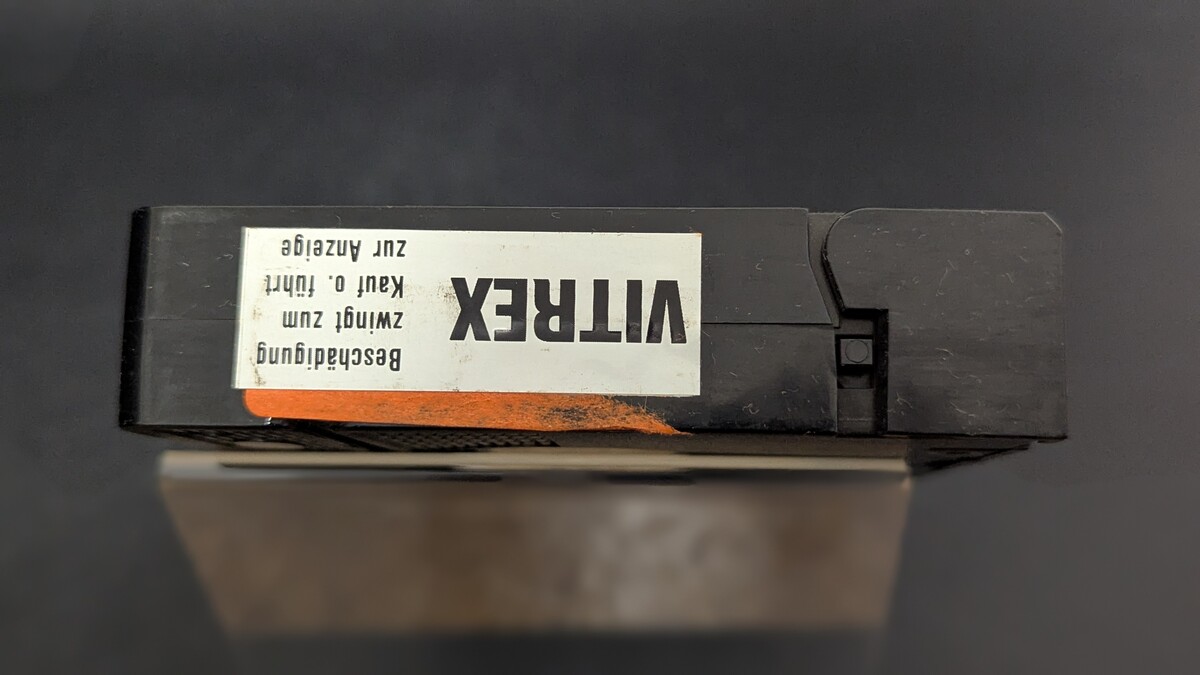 VITREX
Beschädigung
zwingt zum
Kauf o. führt
zur Anzeige